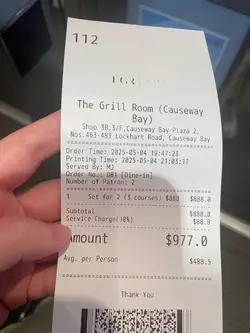 112
TGR
The Grill Room (Causeway
Bay)
Shop 3B,3/F,Causeway Bay Plaza 2,
Nos.463-483 Lockhart Road, Causeway Bay
Order Time: 2025-05-04 19:47:23
Printing Time: 2025-05-04 21:03:17
Served By: MJ
Order No.: DB1 [Dine-in]
Number of Patron: 2
1 Set for 2 (3 courses) $888 $888.0
Subtotal $888.0
Service Charge(10%) $88.8
Amount $977.0
Avg. per Person $488.5
Thank You